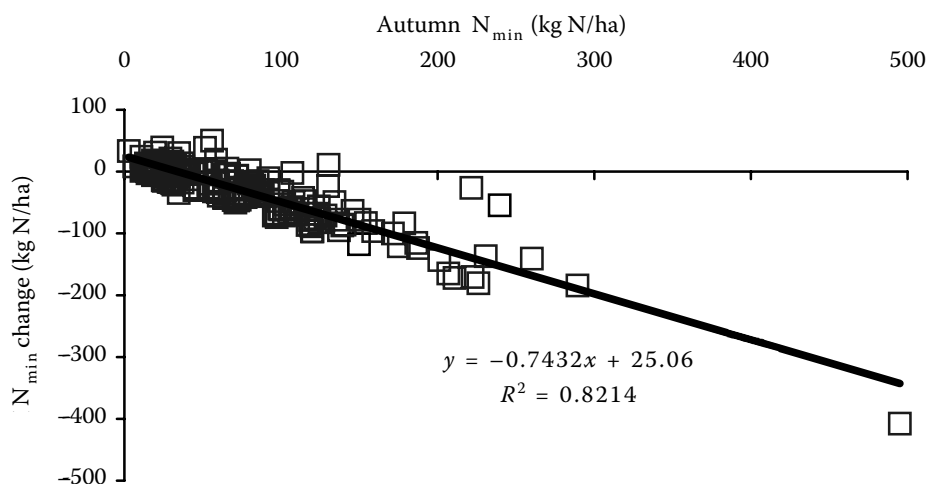 Autumn N_min (kg N/ha)
0 100 200 300 400 500
100
0
−100
−200
−300
−400
−500
N_min change (kg N/ha)
y = −0.7432x + 25.06
R² = 0.8214